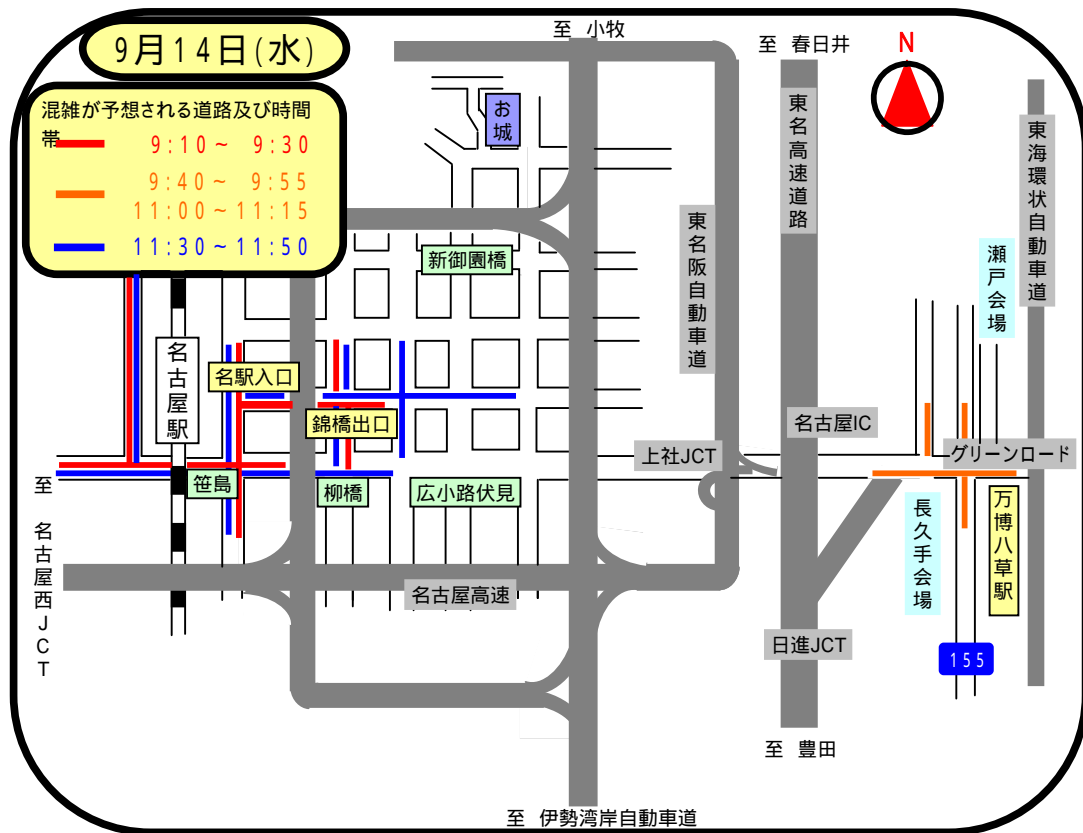 9月14日(水)
混雑が予想される道路及び時間
帯
9:10～ 9:30
9:40～ 9:55
11:00～11:15
11:30～11:50
至 小牧
至 春日井
N
お城
東名高速道路
東海環状自動車道
東名阪自動車道
瀬戸会場
新御園橋
名古屋駅
名駅入口
錦橋出口
名古屋IC
上社JCT
グリーンロード
笹島
柳橋
広小路伏見
至 名古屋西JCT
長久手会場
万博八草駅
名古屋高速
日進JCT
155
至 豊田
至 伊勢湾岸自動車道